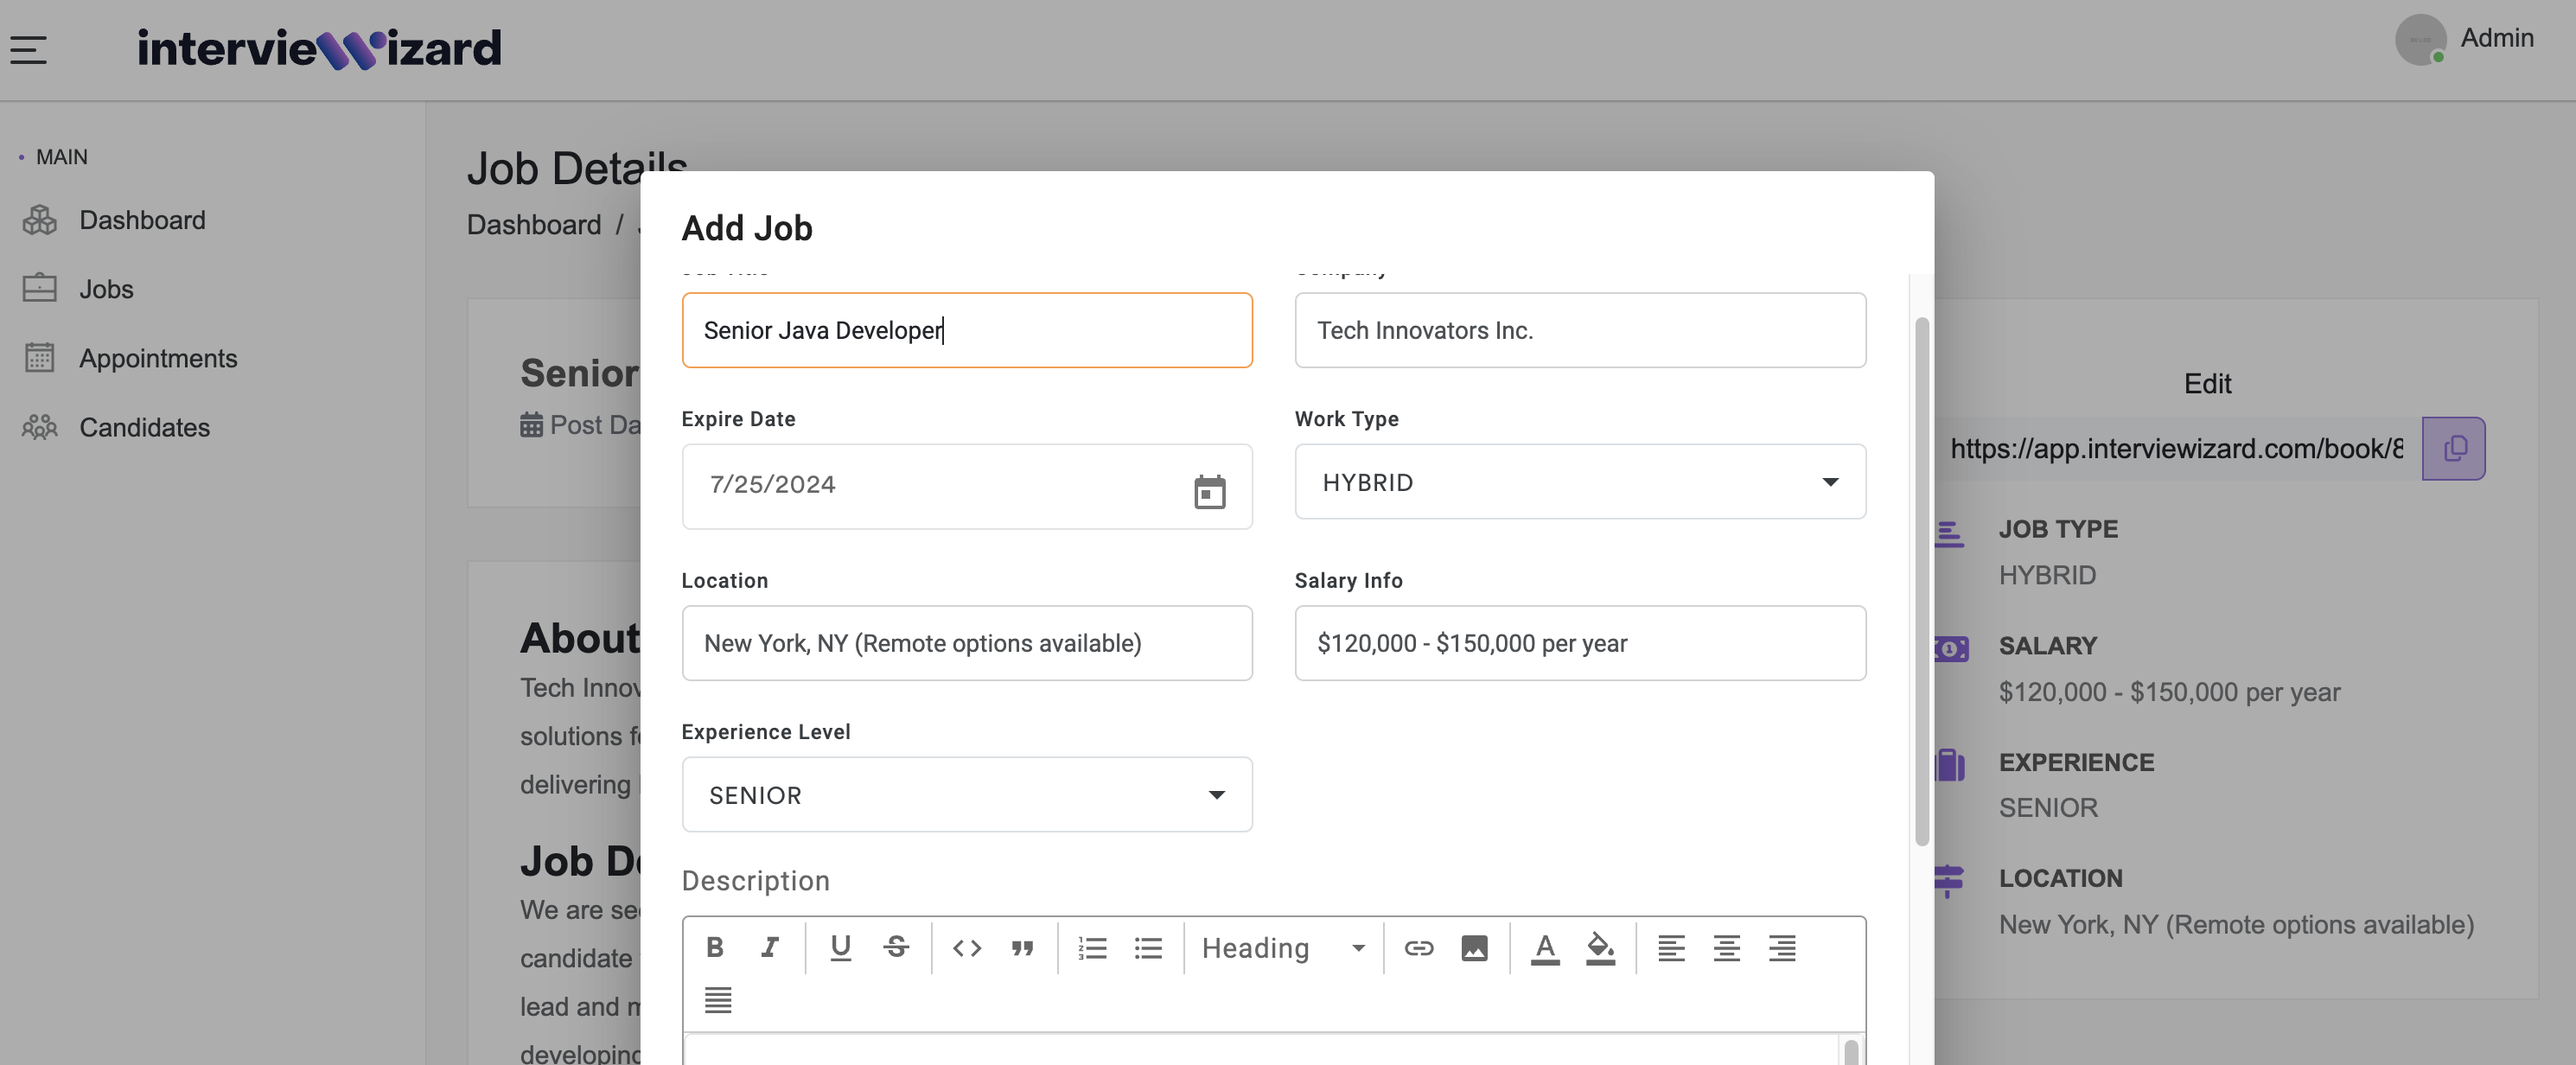 intervieWizard
Admin
MAIN
Dashboard
Jobs
Appointments
Candidates
Job Details
Dashboard /
Senior
Post Da
About
Tech Innov
solutions f
delivering
Job D
We are se
candidate
lead and m
developing
Add Job
Job Title
Company
Senior Java Developer
Tech Innovators Inc.
Expire Date
Work Type
7/25/2024
HYBRID
Location
Salary Info
New York, NY (Remote options available)
$120,000 - $150,000 per year
Experience Level
SENIOR
Description
Heading
Edit
https://app.interviewizard.com/book/8
JOB TYPE
HYBRID
SALARY
$120,000 - $150,000 per year
EXPERIENCE
SENIOR
LOCATION
New York, NY (Remote options available)